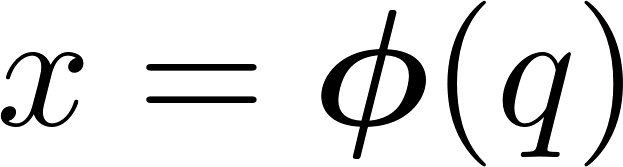 x = ϕ(q)